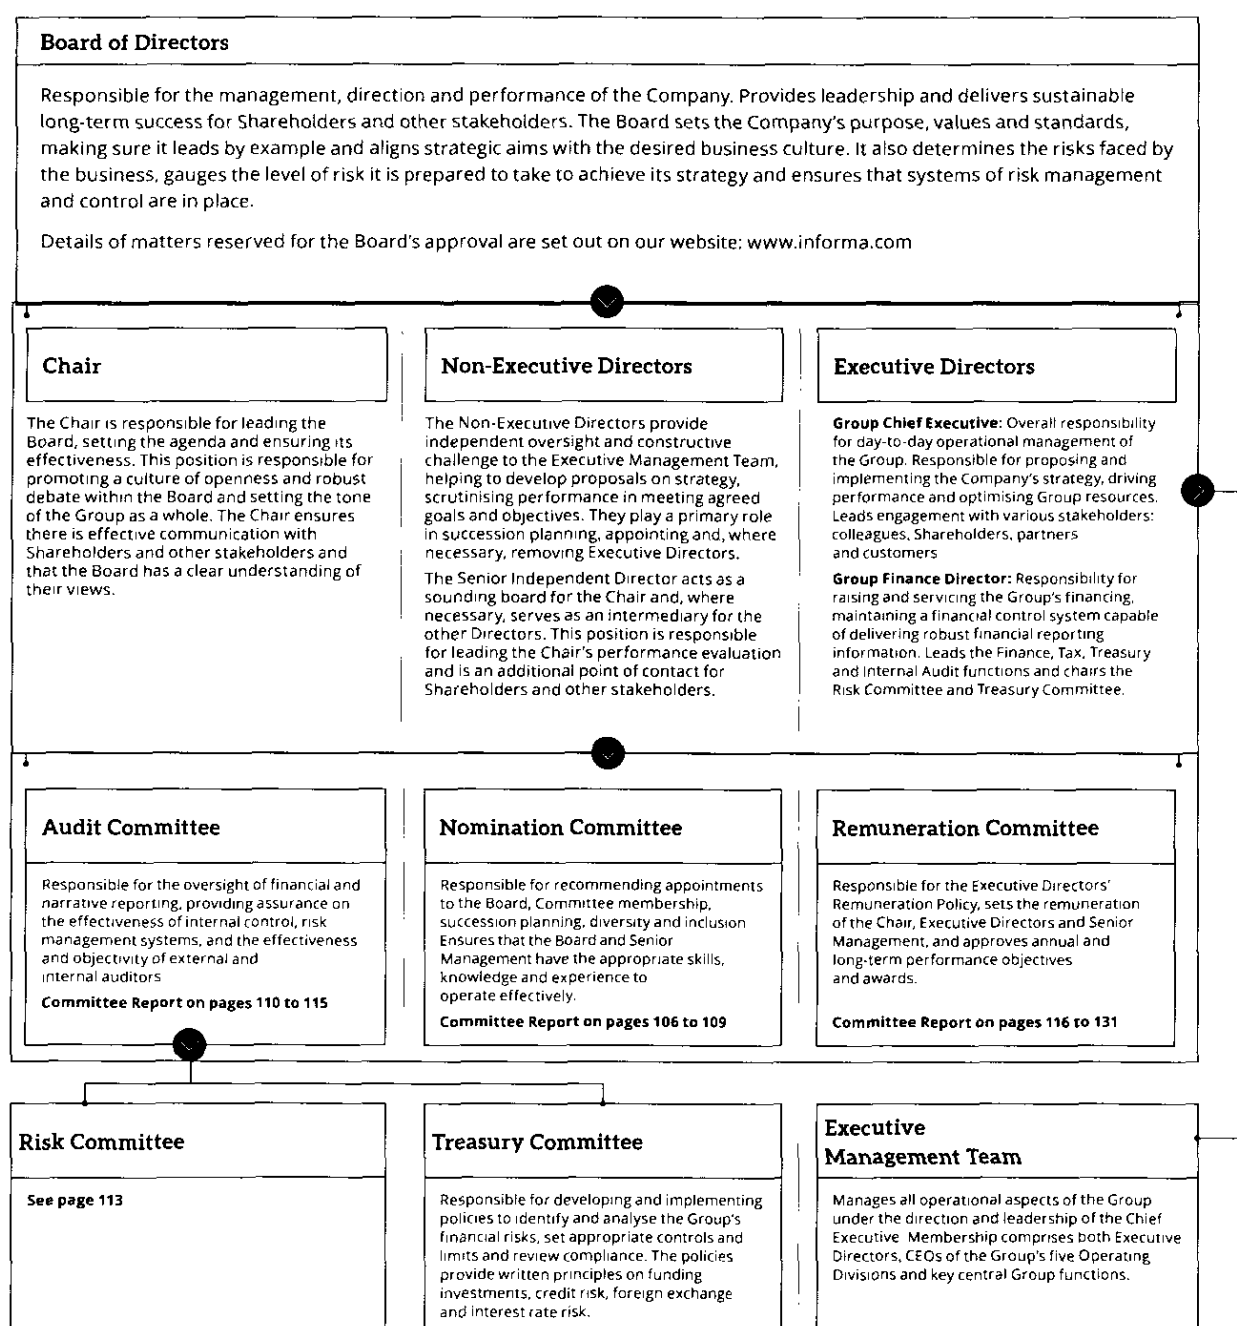 Board of Directors
Responsible for the management, direction and performance of the Company. Provides leadership and delivers sustainable
long-term success for Shareholders and other stakeholders. The Board sets the Company's purpose, values and standards,
making sure it leads by example and aligns strategic aims with the desired business culture. It also determines the risks faced by
the business, gauges the level of risk it is prepared to take to achieve its strategy and ensures that systems of risk management
and control are in place.
Details of matters reserved for the Board's approval are set out on our website: www.informa.com
Chair
The Chair is responsible for leading the
Board, setting the agenda and ensuring its
effectiveness. This position is responsible for
promoting a culture of openness and robust
debate within the Board and setting the tone
of the Group as a whole. The Chair ensures
there is effective communication with
Shareholders and other stakeholders and
that the Board has a clear understanding of
their views.
Non-Executive Directors
The Non-Executive Directors provide
independent oversight and constructive
challenge to the Executive Management Team,
helping to develop proposals on strategy,
scrutinising performance in meeting agreed
goals and objectives. They play a primary role
in succession planning, appointing and, where
necessary, removing Executive Directors.
The Senior Independent Director acts as a
sounding board for the Chair and, where
necessary, serves as an intermediary for the
other Directors. This position is responsible
for leading the Chair's performance evaluation
and is an additional point of contact for
Shareholders and other stakeholders.
Executive Directors
Group Chief Executive: Overall responsibility
for day-to-day operational management of
the Group. Responsible for proposing and
implementing the Company's strategy, driving
performance and optimising Group resources.
Leads engagement with various stakeholders:
colleagues, Shareholders, partners
and customers
Group Finance Director: Responsibility for
raising and servicing the Group's financing,
maintaining a financial control system capable
of delivering robust financial reporting
information. Leads the Finance, Tax, Treasury
and Internal Audit functions and chairs the
Risk Committee and Treasury Committee.
Audit Committee
Responsible for the oversight of financial and
narrative reporting, providing assurance on
the effectiveness of internal control, risk
management systems, and the effectiveness
and objectivity of external and
internal auditors
Committee Report on pages 110 to 115
Nomination Committee
Responsible for recommending appointments
to the Board, Committee membership,
succession planning, diversity and inclusion
Ensures that the Board and Senior
Management have the appropriate skills,
knowledge and experience to
operate effectively.
Committee Report on pages 106 to 109
Remuneration Committee
Responsible for the Executive Directors'
Remuneration Policy, sets the remuneration
of the Chair, Executive Directors and Senior
Management, and approves annual and
long-term performance objectives
and awards.
Committee Report on pages 116 to 131
Risk Committee
See page 113
Treasury Committee
Responsible for developing and implementing
policies to identify and analyse the Group's
financial risks, set appropriate controls and
limits and review compliance. The policies
provide written principles on funding
investments, credit risk, foreign exchange
and interest rate risk.
Executive
Management Team
Manages all operational aspects of the Group
under the direction and leadership of the Chief
Executive Membership comprises both Executive
Directors, CEOs of the Group's five Operating
Divisions and key central Group functions.